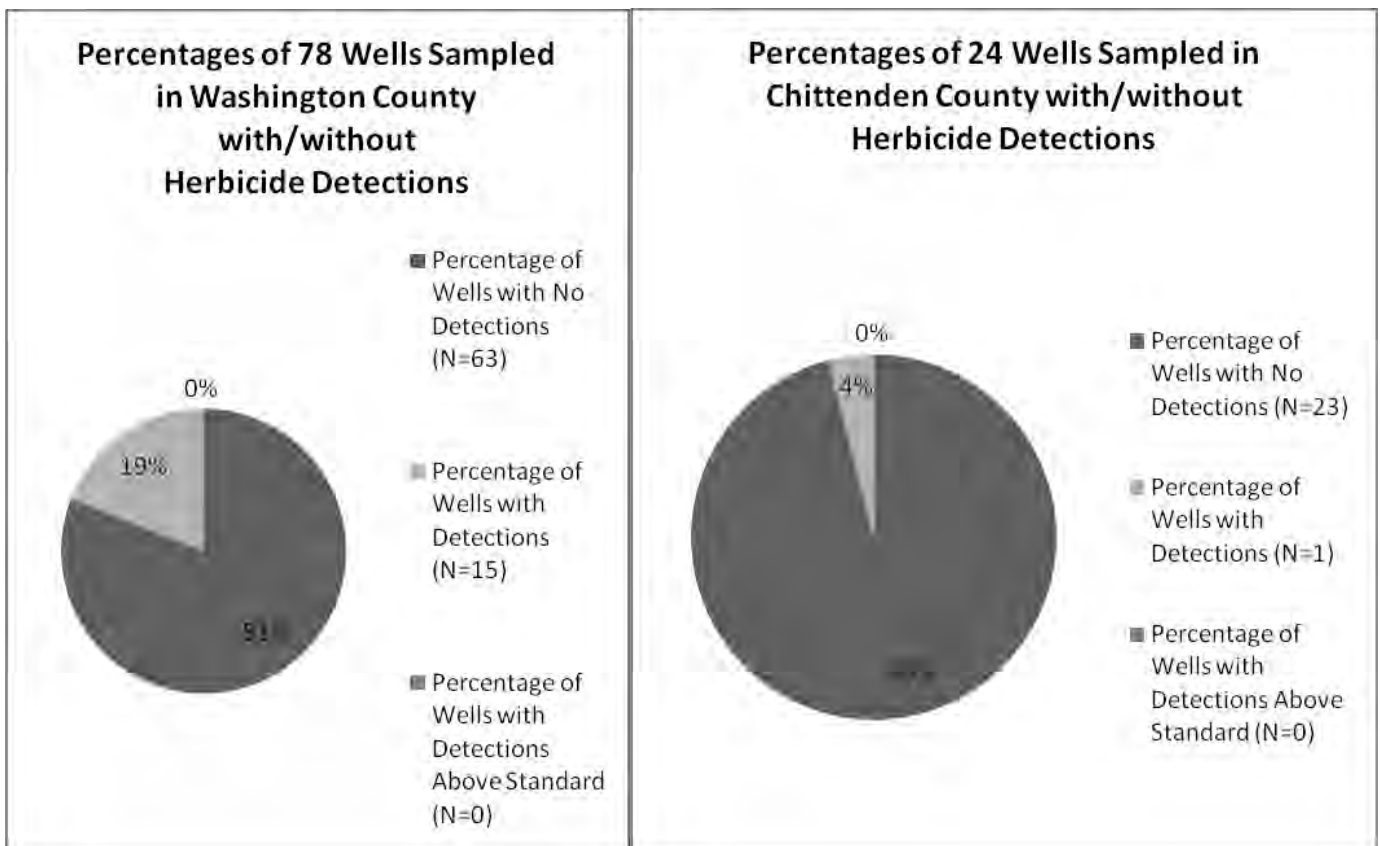 Percentages of 78 Wells Sampled
in Washington County
with/without
Herbicide Detections
Percentage of
Wells with No
Detections
(N=63)
0%
19%
Percentage of
Wells with
Detections
(N=15)
81%
Percentage of
Wells with
Detections
Above Standard
(N=0)
Percentages of 24 Wells Sampled in
Chittenden County with/without
Herbicide Detections
0%
4%
Percentage of
Wells with No
Detections (N=23)
Percentage of
Wells with
Detections (N=1)
Percentage of
Wells with
Detections Above
Standard (N=0)